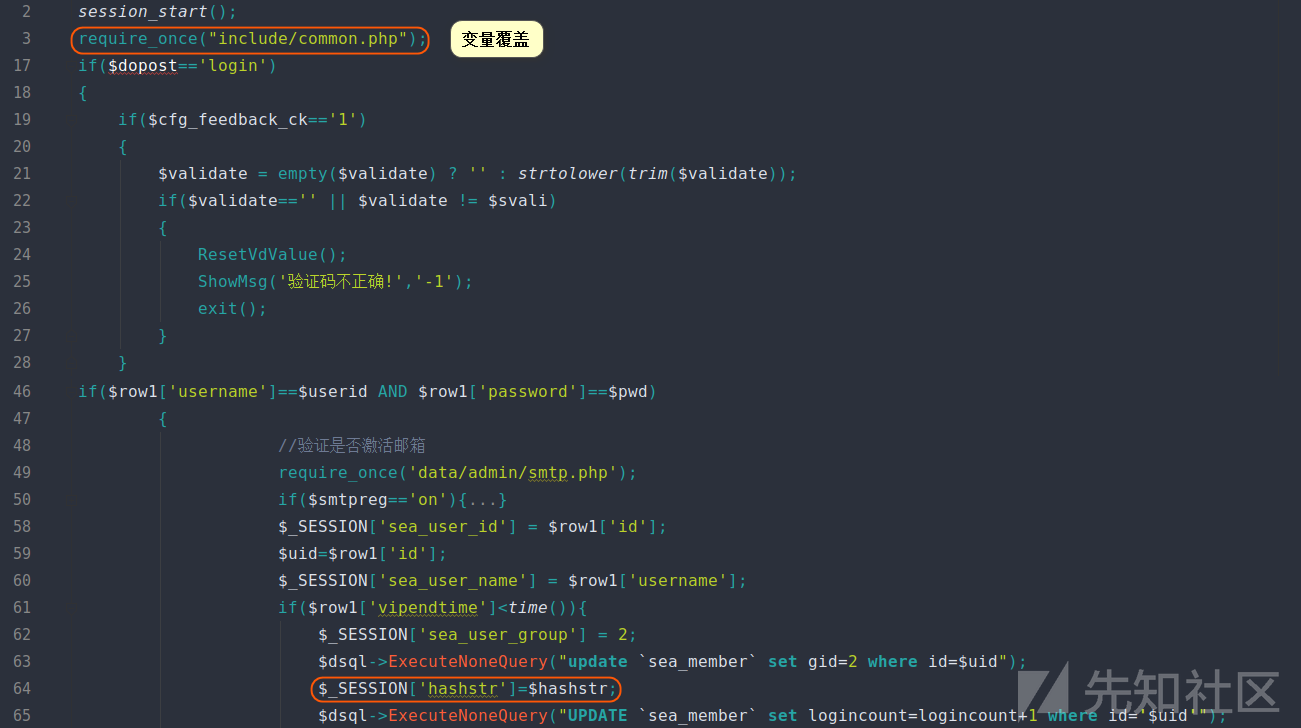 2 session_start();
3 require_once("include/common.php"); 变量覆盖
17 if($dopost=='login')
18 {
19 if($cfg_feedback_ck=='1')
20 {
21 $validate = empty($validate) ? '' : strtolower(trim($validate));
22 if($validate=='' || $validate != $svali)
23 {
24 ResetVdValue();
25 ShowMsg('验证码不正确!','-1');
26 exit();
27 }
28 }
46 if($row1['username']==$userid AND $row1['password']==$pwd)
47 {
48 //验证是否激活邮箱
49 require_once('data/admin/smtp.php');
50 if($smtpreg=='on'){...}
58 $_SESSION['sea_user_id'] = $row1['id'];
59 $uid=$row1['id'];
60 $_SESSION['sea_user_name'] = $row1['username'];
61 if($row1['vipendtime']<time()){
62 $_SESSION['sea_user_group'] = 2;
63 $dsql->ExecuteNoneQuery("update `sea_member` set gid=2 where id=$uid");
64 $_SESSION['hashstr']=$hashstr;
65 $dsql->ExecuteNoneQuery("UPDATE `sea_member` set logincount=logincount+1 where id='$uid'");
先知社区